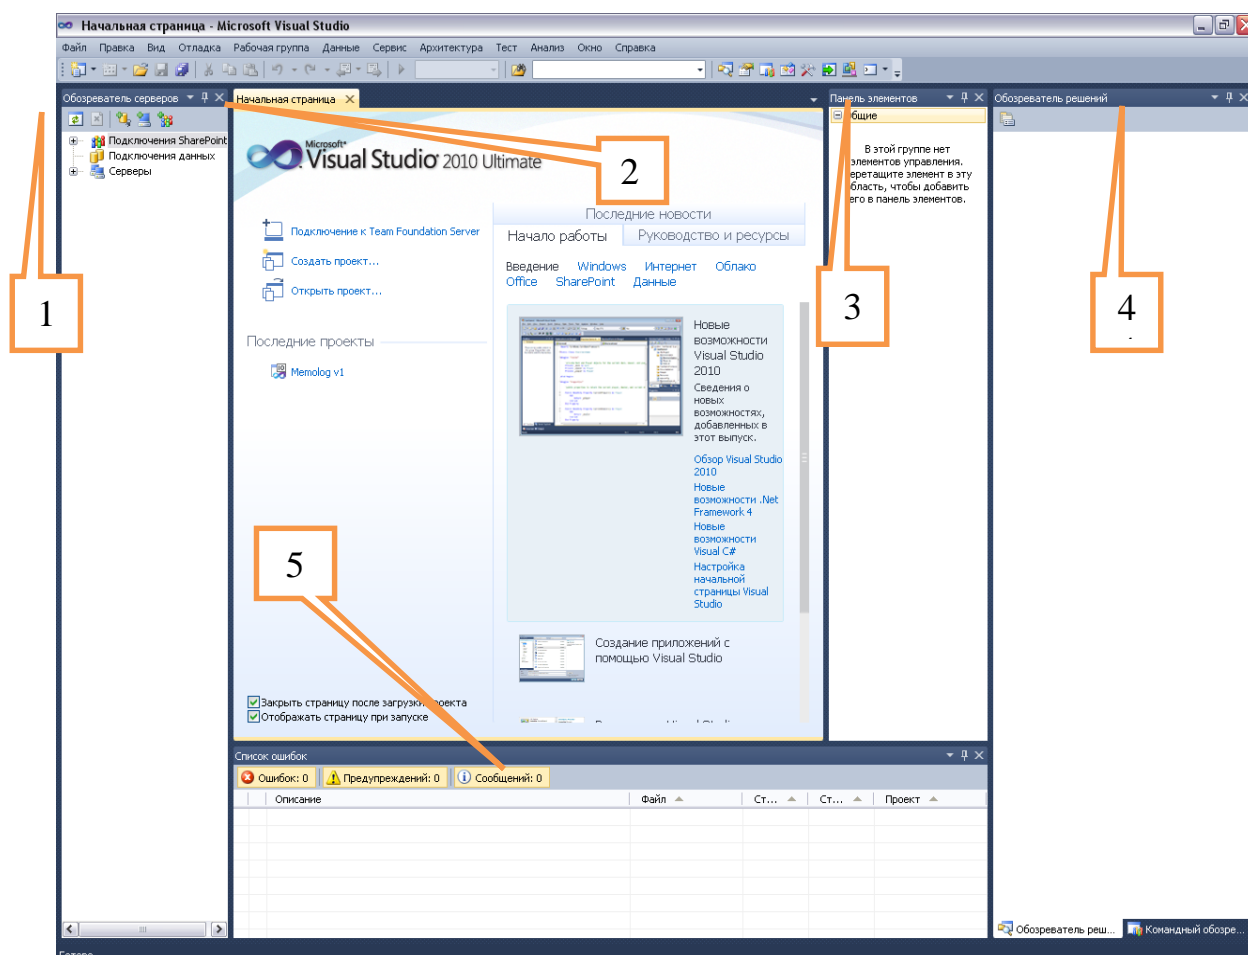 Начальная страница - Microsoft Visual Studio
Файл Правка Вид Отладка Рабочая группа Данные Сервис Архитектура Тест Анализ Окно Справка
Обозреватель серверов
Подключения SharePoint
Подключения данных
Серверы
1
Начальная страница
Microsoft®
Visual Studio 2010 Ultimate
2
Подключение к Team Foundation Server
Создать проект...
Открыть проект...
Последние проекты
Memolog v1
Последние новости
Начало работы Руководство и ресурсы
Введение Windows Интернет Облако
Office SharePoint Данные
Новые
возможности
Visual Studio
2010
Сведения о
новых
возможностях,
добавленных в
этот выпуск.
Обзор Visual Studio
2010
Новые
возможности .Net
Framework 4
Новые
возможности
Visual C#
Настройка
начальной
страницы Visual
Studio
Создание приложений с
помощью Visual Studio
5
Закрыть страницу после загрузки проекта
Отображать страницу при запуске
Панель элементов
Общие
В этой группе нет
элементов управления.
Перетащите элемент в эту
область, чтобы добавить
его в панель элементов.
3
Обозреватель решений
4
Список ошибок
Ошибок: 0 Предупреждений: 0 Сообщений: 0
Описание Файл Ст... Ст... Проект
Обозреватель реш... Командный обозре...
Готово